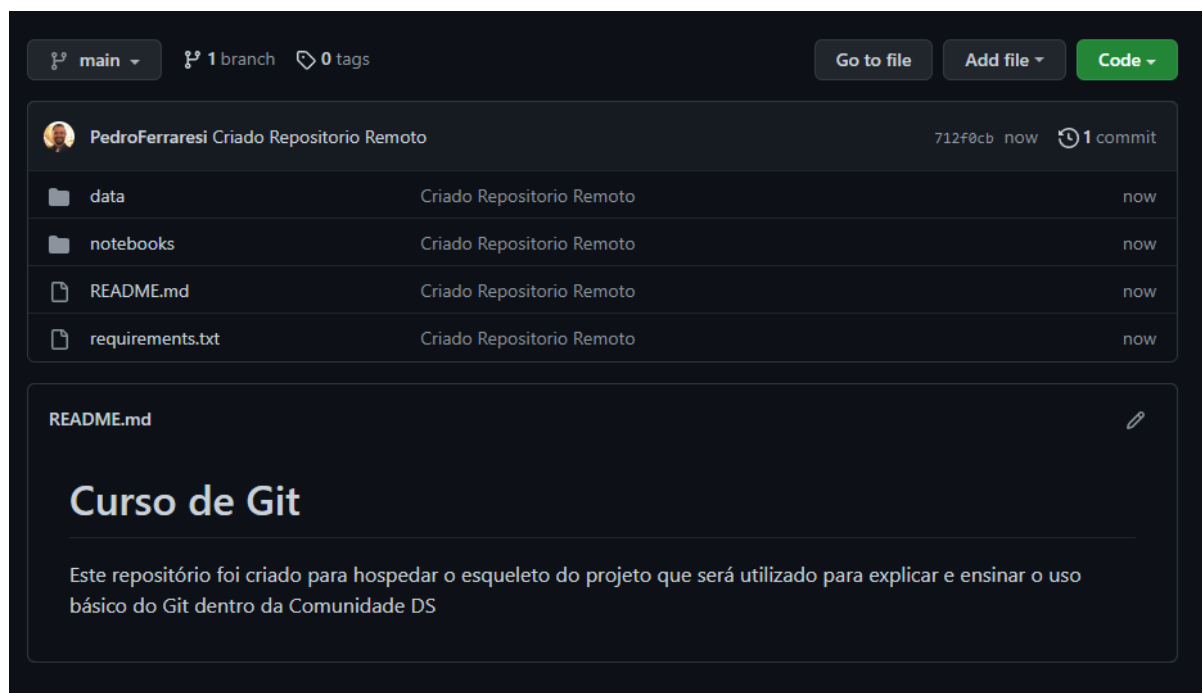 main
1 branch
0 tags
Go to file
Add file
Code
PedroFerraresi Criado Repositorio Remoto
712f0cb now
1 commit
data Criado Repositorio Remoto now
notebooks Criado Repositorio Remoto now
README.md Criado Repositorio Remoto now
requirements.txt Criado Repositorio Remoto now
README.md
Curso de Git
Este repositório foi criado para hospedar o esqueleto do projeto que será utilizado para explicar e ensinar o uso
básico do Git dentro da Comunidade DS